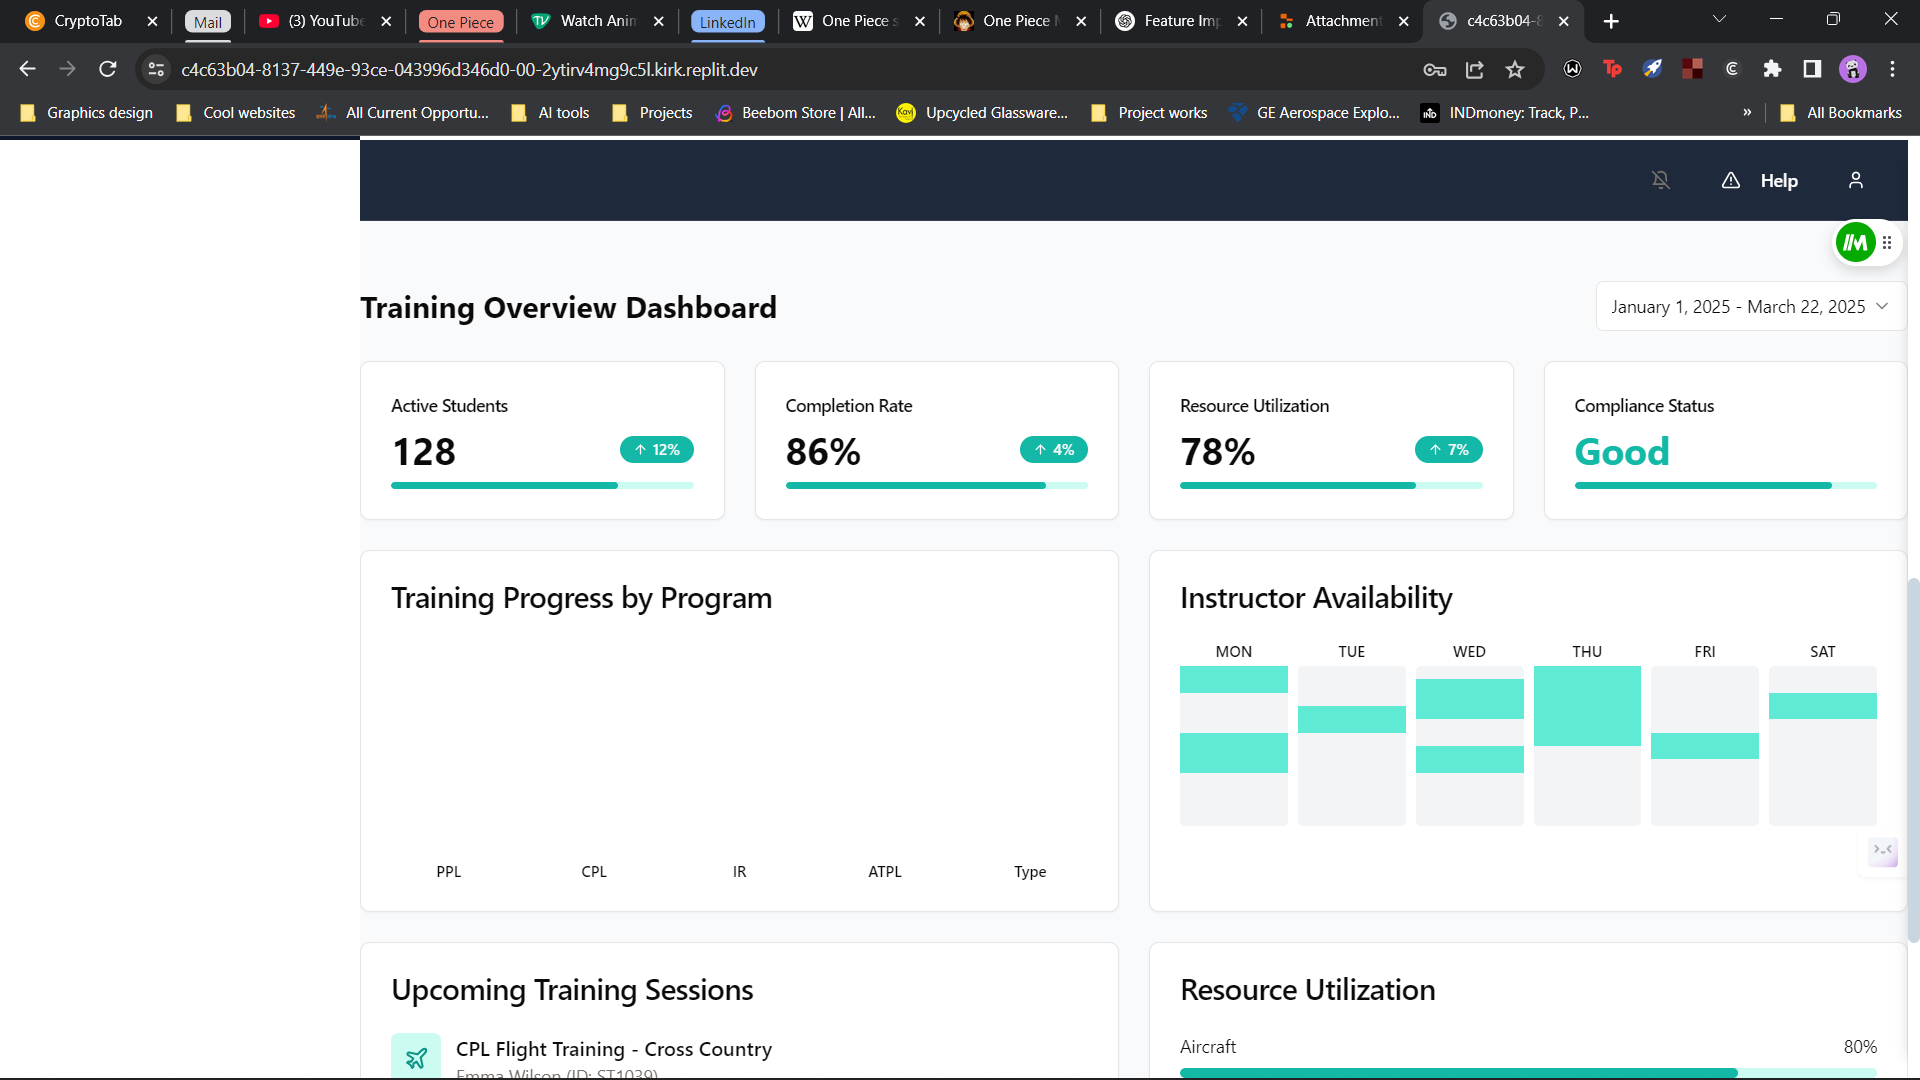 CryptoTab
Mail
(3) YouTube
One Piece
Watch Anim
LinkedIn
One Piece s
One Piece M
Feature Imp
Attachment
c4c63b04-8
c4c63b04-8137-449e-93ce-043996d346d0-00-2ytirv4mg9c5l.kirk.replit.dev
Graphics design
Cool websites
All Current Opportu...
AI tools
Projects
Beebom Store | All...
Upcycled Glassware...
Project works
GE Aerospace Explo...
INDmoney: Track, P...
»
All Bookmarks
Help
Training Overview Dashboard
January 1, 2025 - March 22, 2025
Active Students
128
↑ 12%
Completion Rate
86%
↑ 4%
Resource Utilization
78%
↑ 7%
Compliance Status
Good
Training Progress by Program
PPL CPL IR ATPL Type
Instructor Availability
MON TUE WED THU FRI SAT
Upcoming Training Sessions
CPL Flight Training - Cross Country
Emma Wilson (ID: ST1039)
Resource Utilization
Aircraft
80%